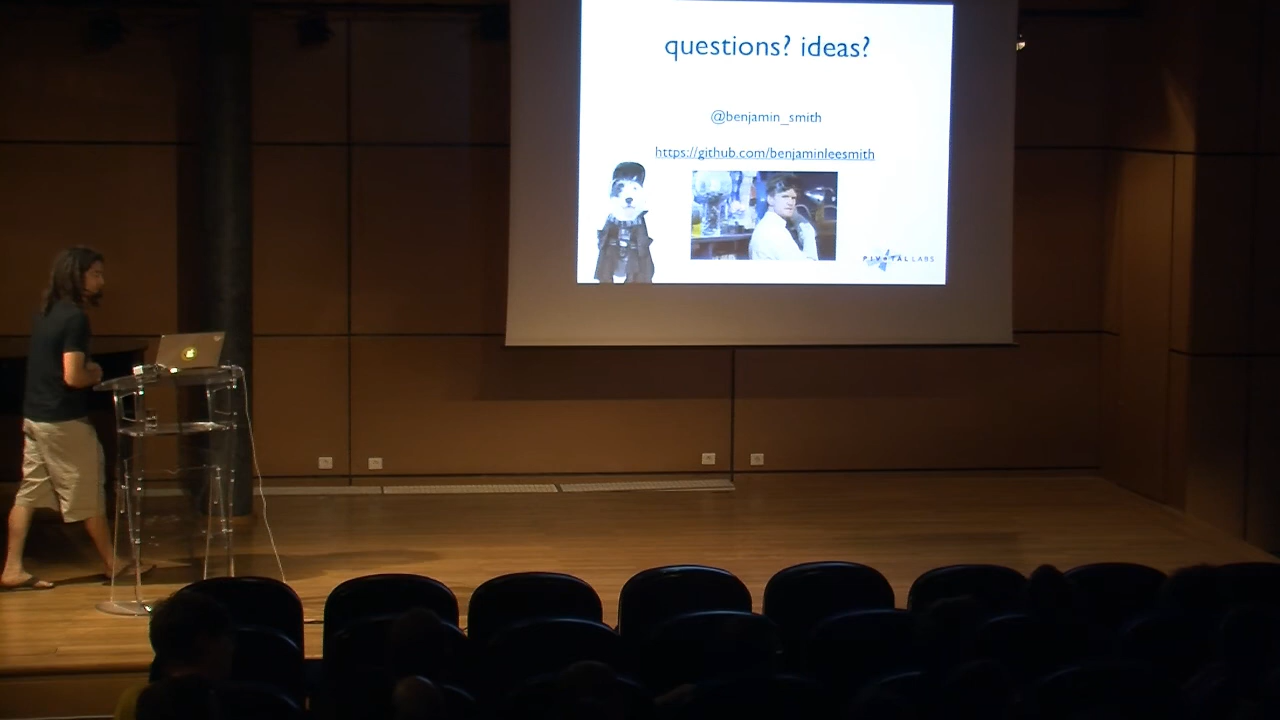 questions? ideas?
@benjamin_smith
https://github.com/benjaminleesmith
PIVOTAL LABS